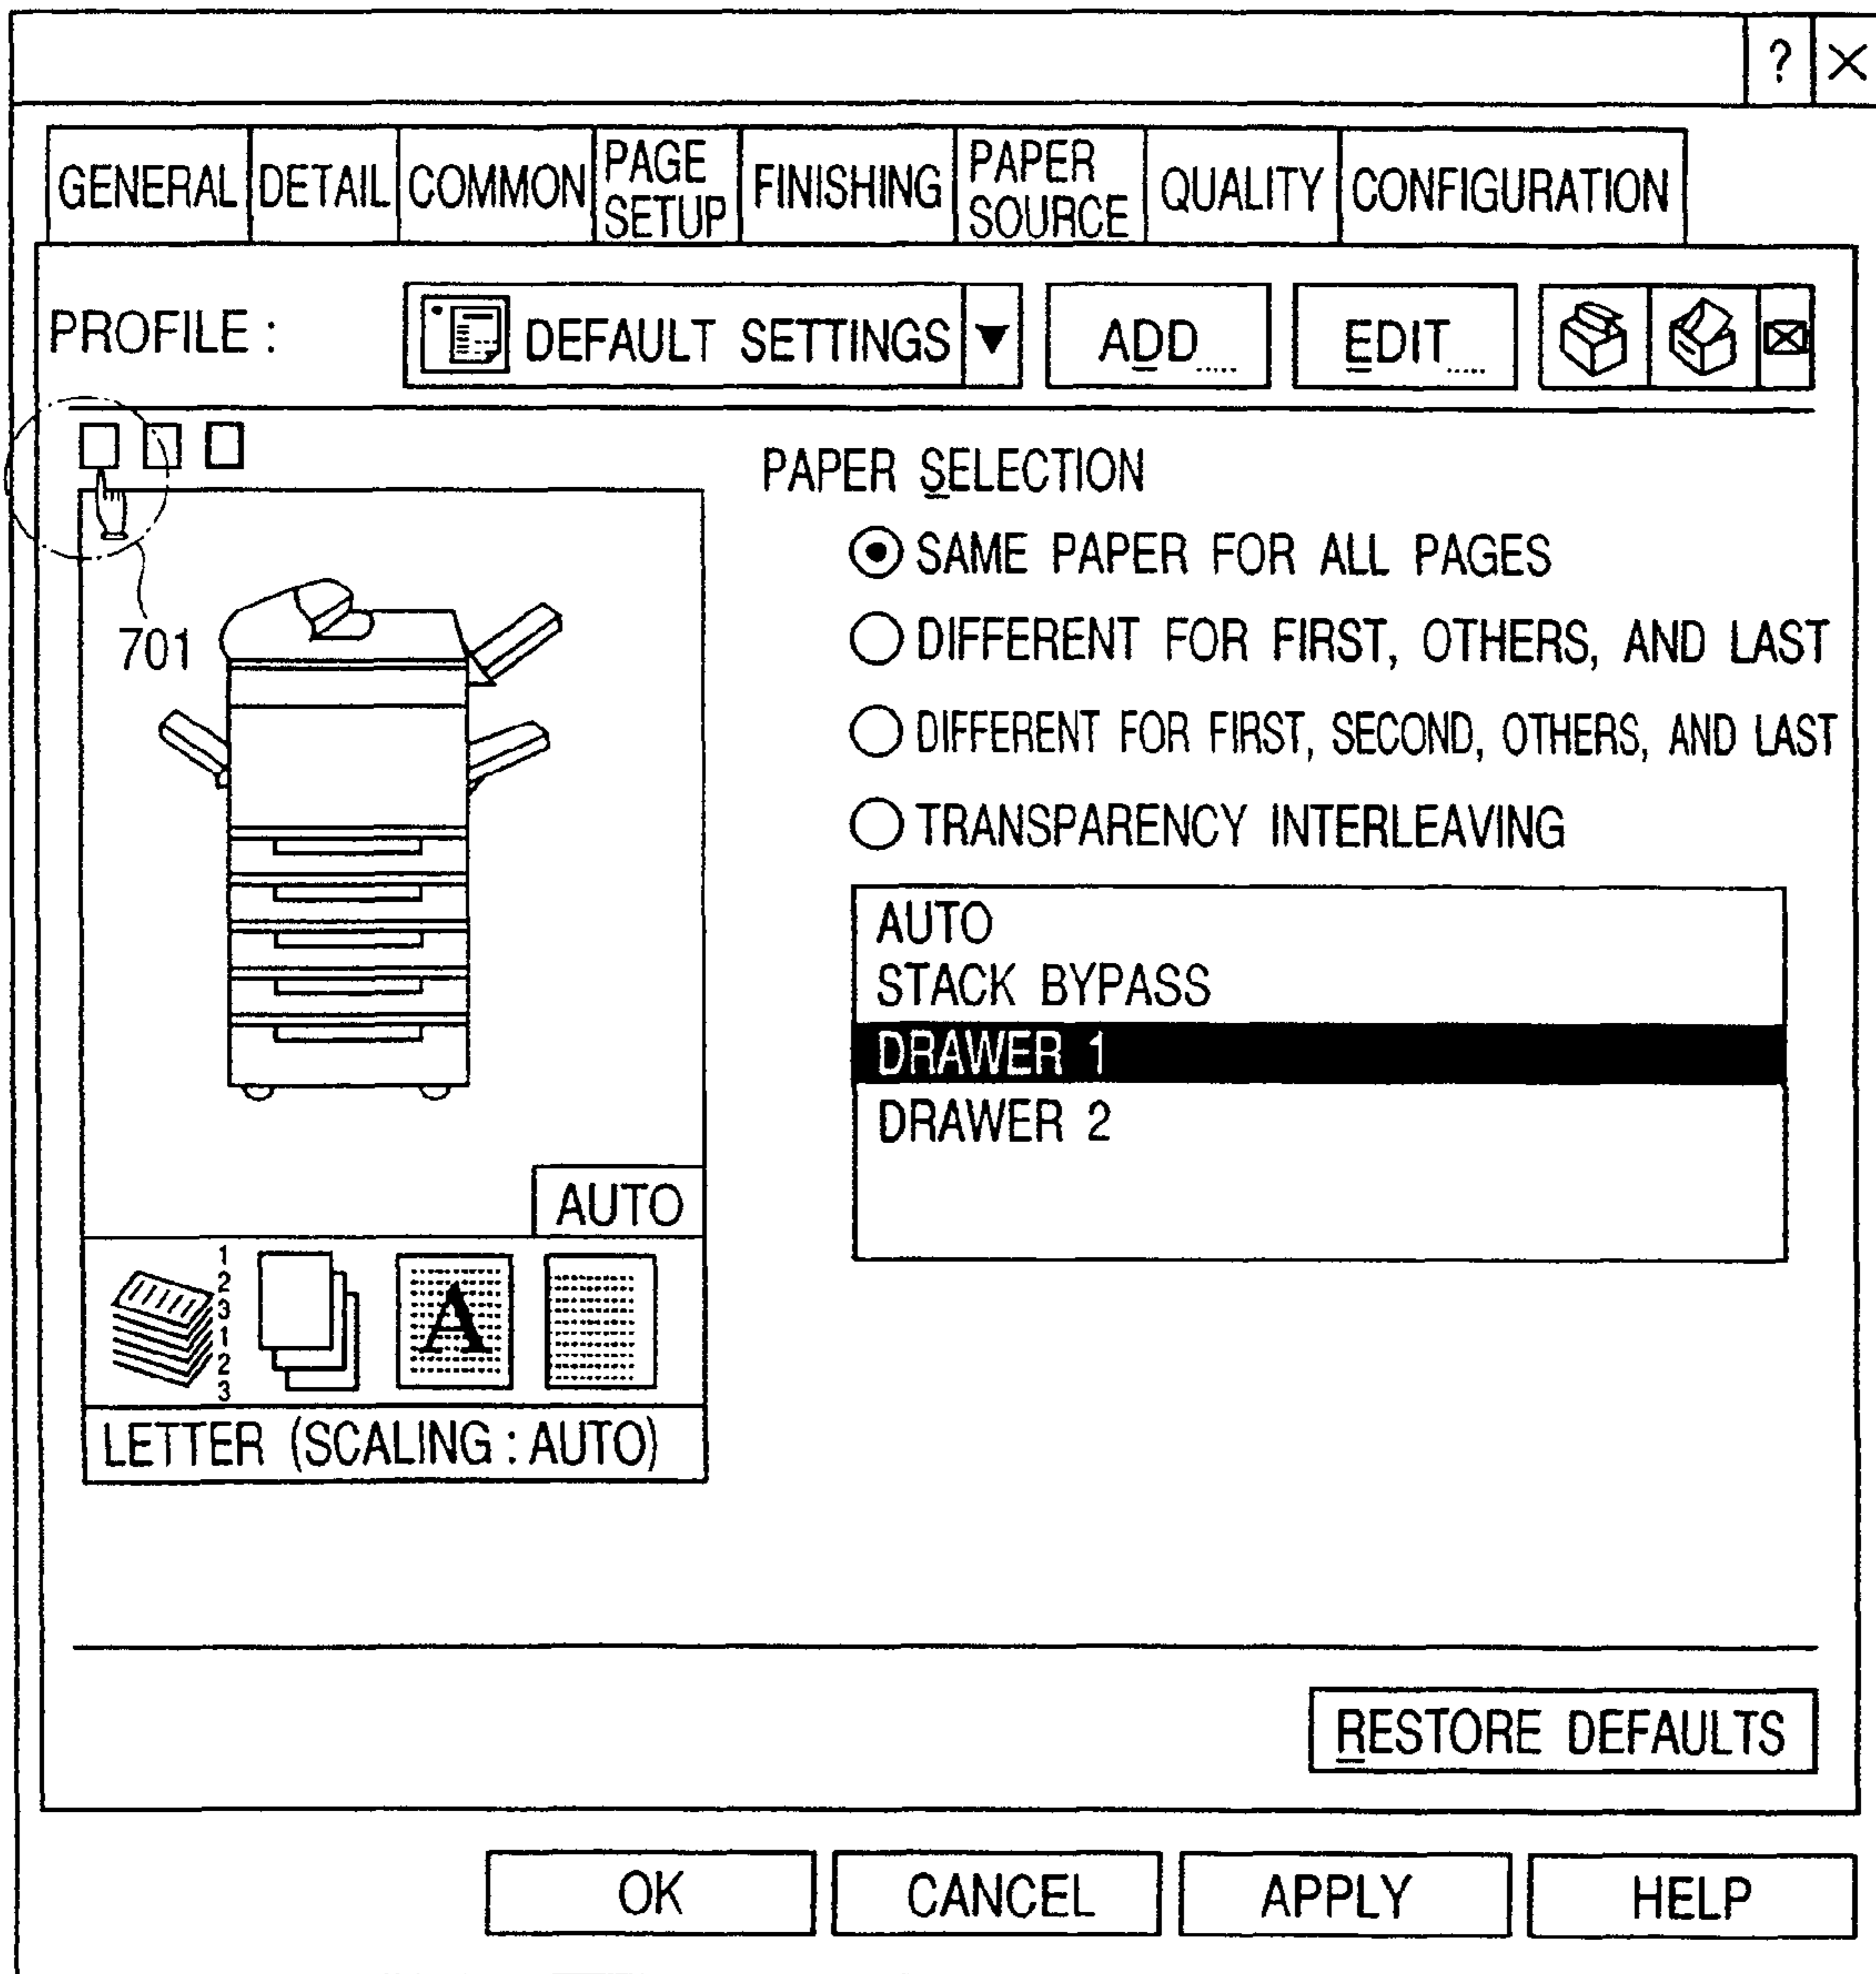 ? ×
GENERAL DETAIL COMMON PAGE SETUP FINISHING PAPER SOURCE QUALITY CONFIGURATION
PROFILE : DEFAULT SETTINGS ▼ ADD..... EDIT.....
PAPER SELECTION
SAME PAPER FOR ALL PAGES
DIFFERENT FOR FIRST, OTHERS, AND LAST
DIFFERENT FOR FIRST, SECOND, OTHERS, AND LAST
TRANSPARENCY INTERLEAVING
701
AUTO
STACK BYPASS
DRAWER 1
DRAWER 2
AUTO
1
2
3
1
2
3
A
LETTER (SCALING : AUTO)
RESTORE DEFAULTS
OK CANCEL APPLY HELP